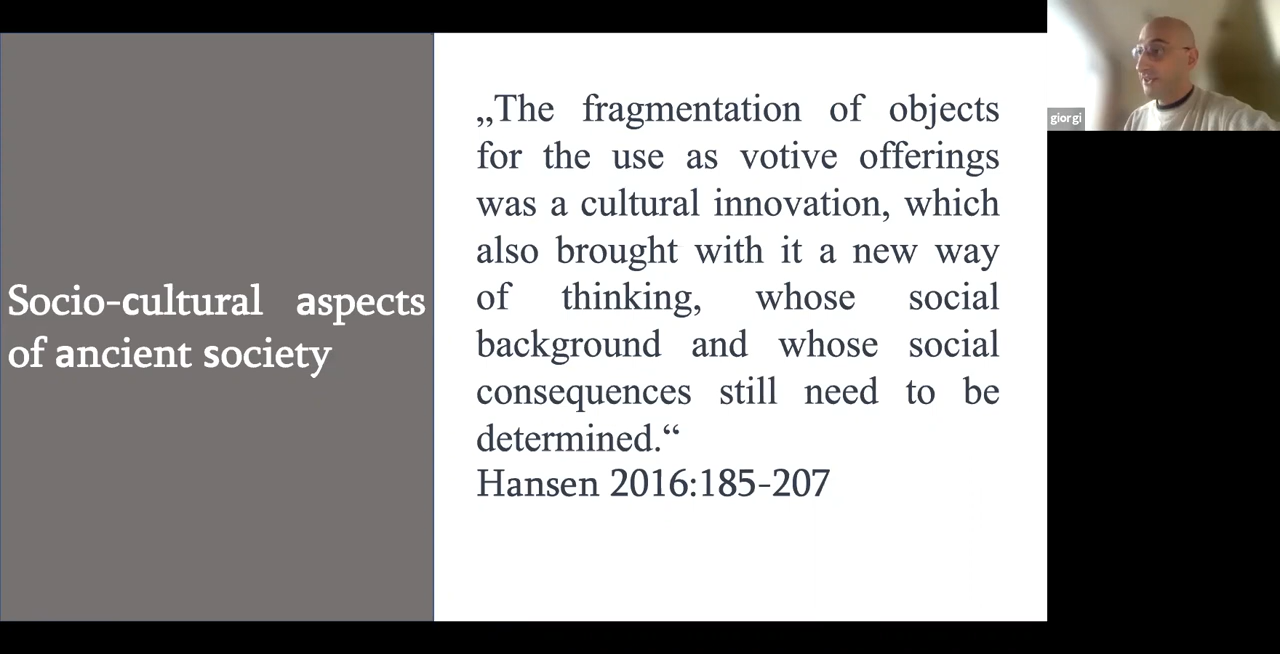 Socio-cultural aspects
of ancient society
„The fragmentation of objects
for the use as votive offerings
was a cultural innovation, which
also brought with it a new way
of thinking, whose social
background and whose social
consequences still need to be
determined.“
Hansen 2016:185-207
giorgi